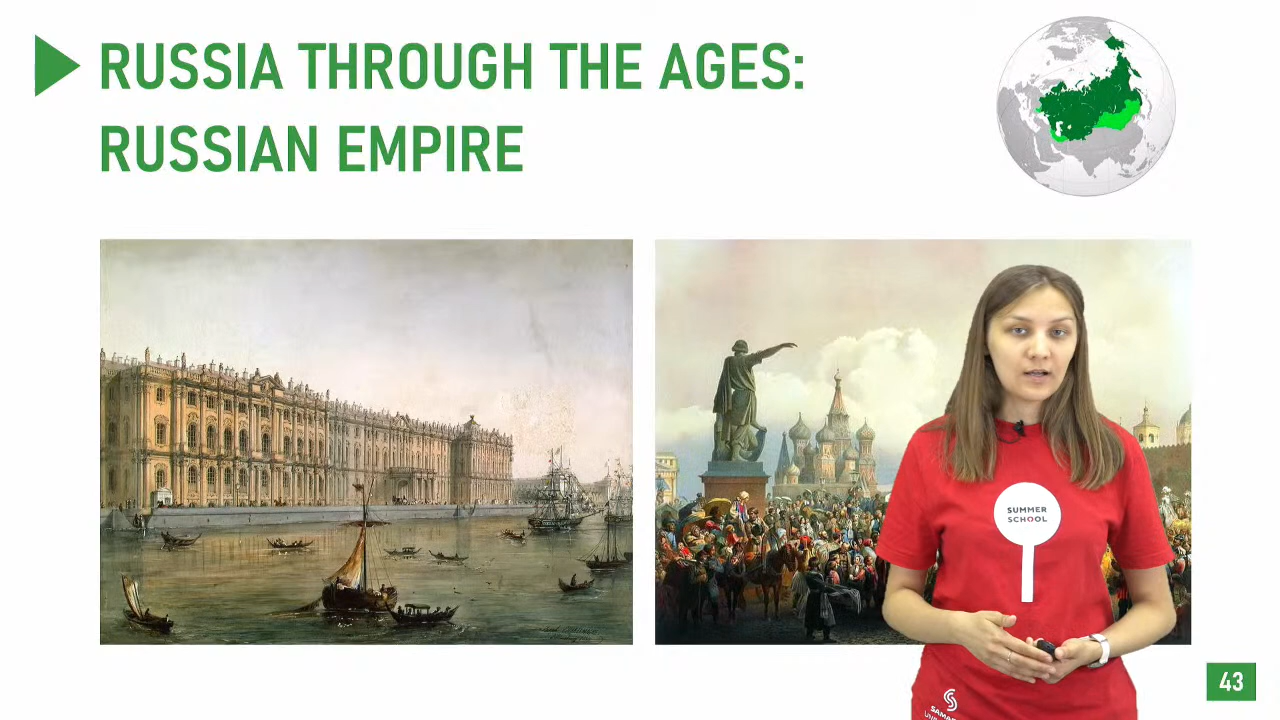 RUSSIA THROUGH THE AGES:
RUSSIAN EMPIRE
SUMMER
SCHOOL
43